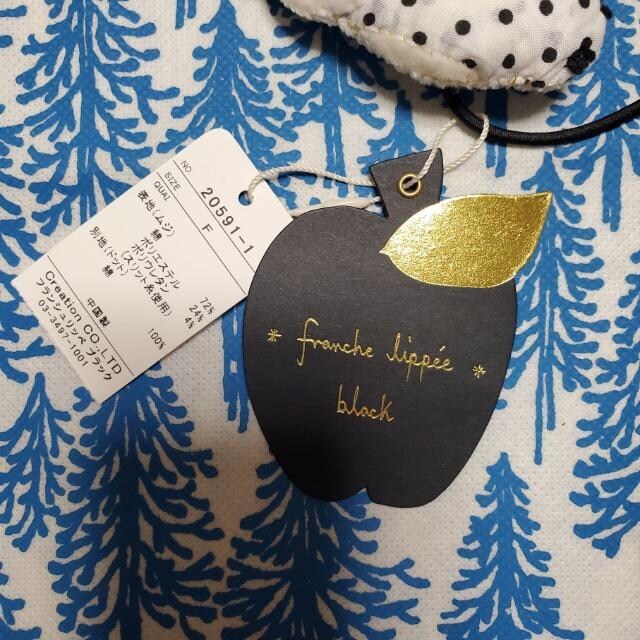 NO 20591-1
SIZE F
QUAI
表地(ムジ)
綿 72%
ポリエステル 24%
ポリウレタン 4%
(スリット糸使用)
別地(ドット)
綿 100%
中国製
Creation CO.,LTD
フランシュリッペ ブラック
03-3497-1001
* franche lippée *
black